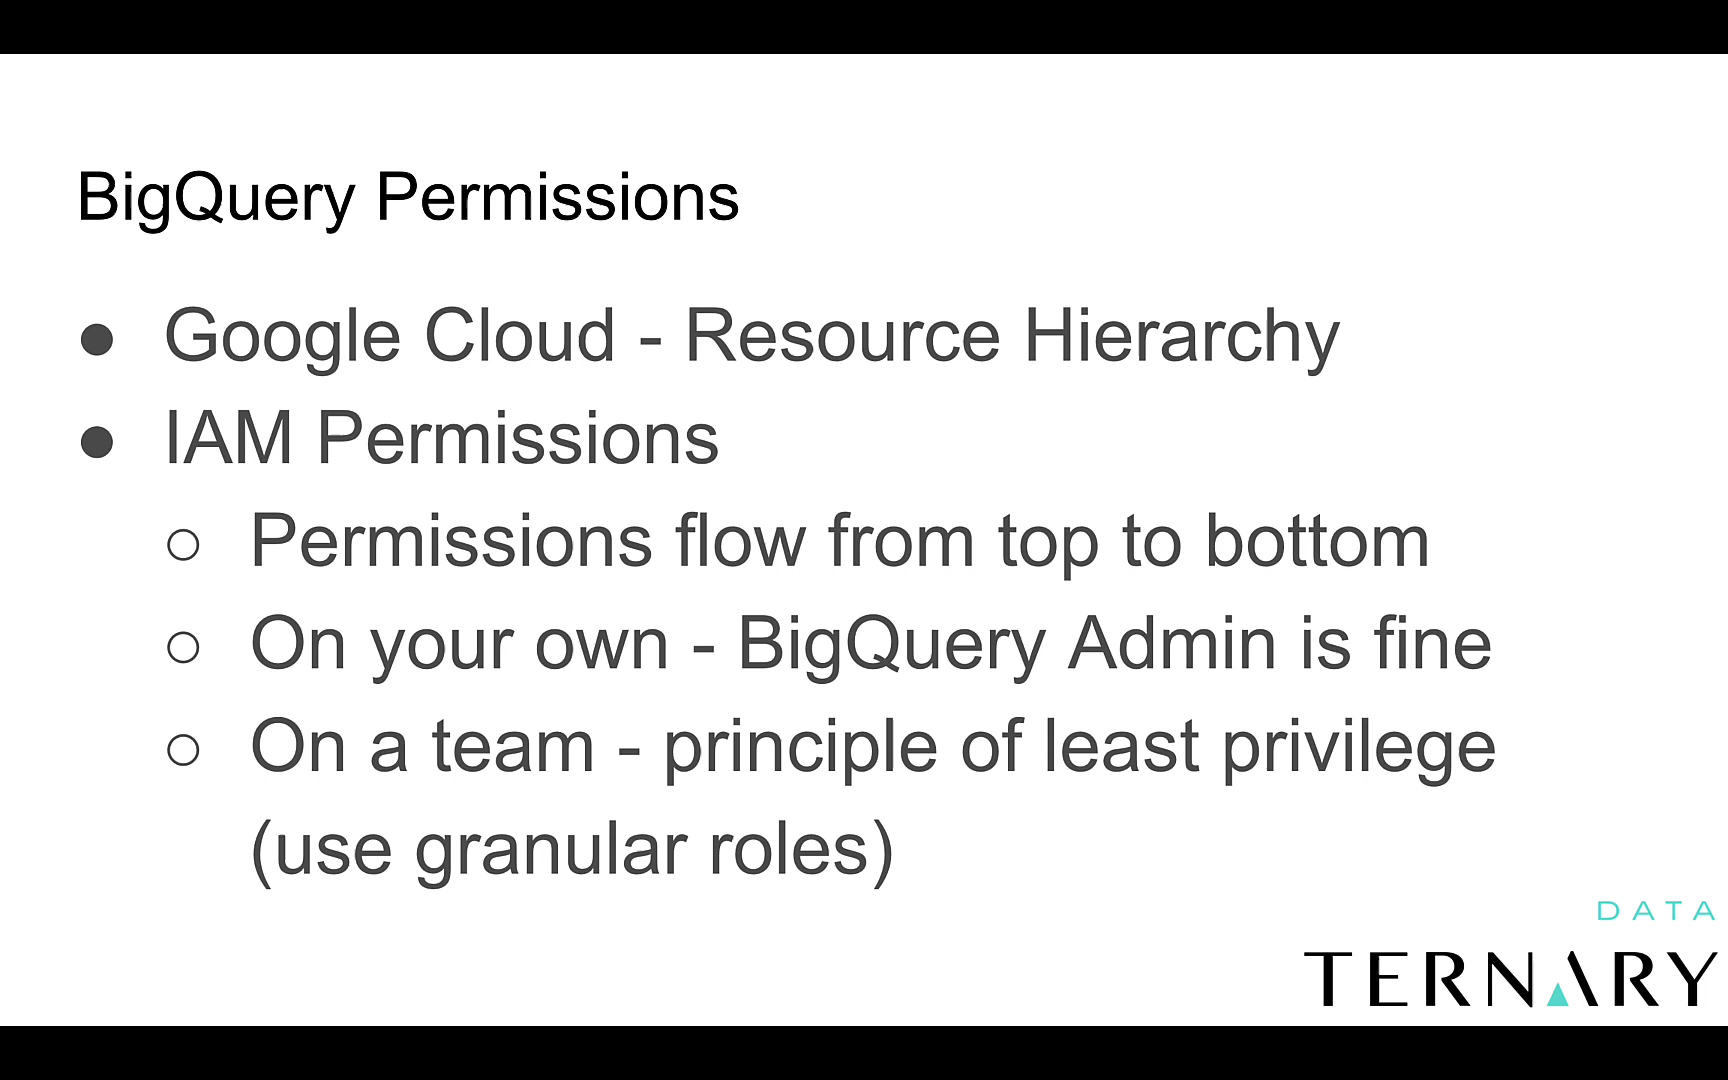 BigQuery Permissions
● Google Cloud - Resource Hierarchy
● IAM Permissions
○ Permissions flow from top to bottom
○ On your own - BigQuery Admin is fine
○ On a team - principle of least privilege
(use granular roles)
DATA
TERNARY